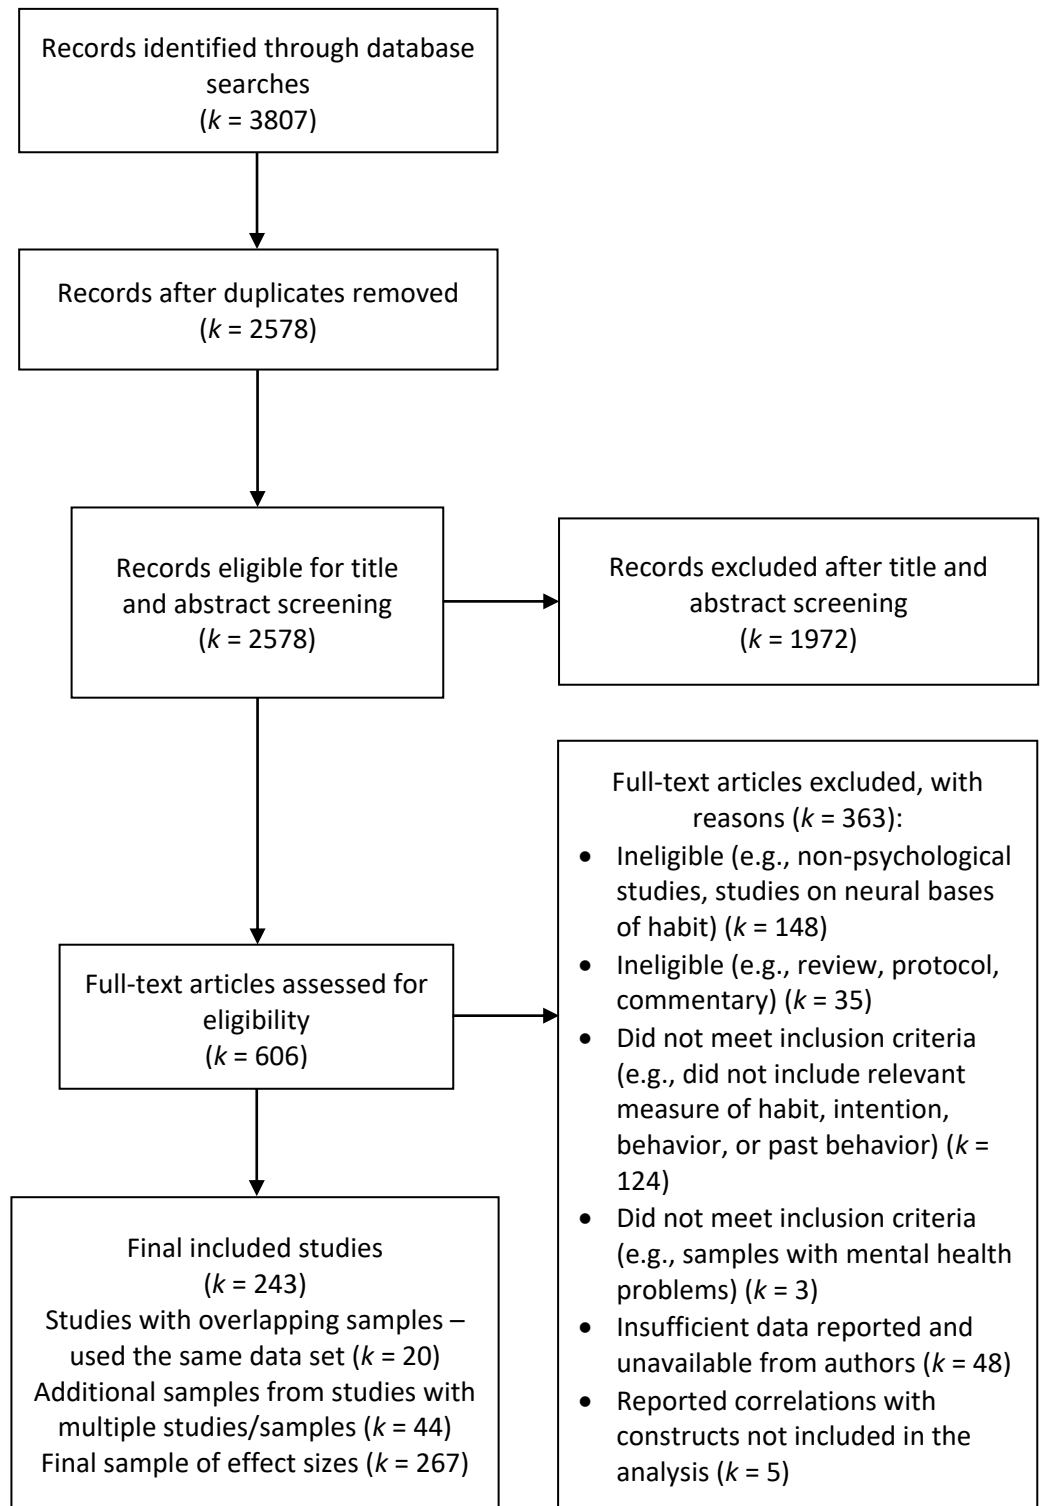 Records identified through database
searches
(k = 3807)
Records after duplicates removed
(k = 2578)
Records eligible for title
and abstract screening
(k = 2578)
Records excluded after title and
abstract screening
(k = 1972)
Full-text articles assessed for
eligibility
(k = 606)
Full-text articles excluded, with
reasons (k = 363):
• Ineligible (e.g., non-psychological
studies, studies on neural bases
of habit) (k = 148)
• Ineligible (e.g., review, protocol,
commentary) (k = 35)
• Did not meet inclusion criteria
(e.g., did not include relevant
measure of habit, intention,
behavior, or past behavior) (k =
124)
• Did not meet inclusion criteria
(e.g., samples with mental health
problems) (k = 3)
• Insufficient data reported and
unavailable from authors (k = 48)
• Reported correlations with
constructs not included in the
analysis (k = 5)
Final included studies
(k = 243)
Studies with overlapping samples –
used the same data set (k = 20)
Additional samples from studies with
multiple studies/samples (k = 44)
Final sample of effect sizes (k = 267)